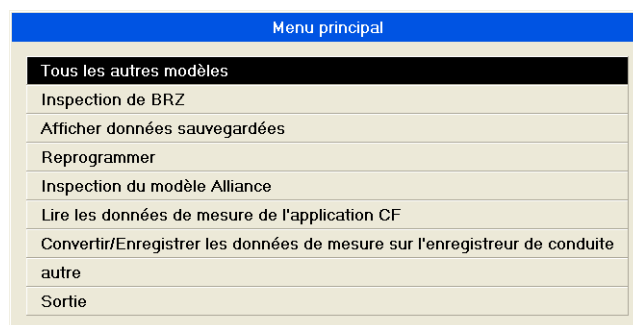 Menu principal
Tous les autres modèles
Inspection de BRZ
Afficher données sauvegardées
Reprogrammer
Inspection du modèle Alliance
Lire les données de mesure de l'application CF
Convertir/Enregistrer les données de mesure sur l'enregistreur de conduite
autre
Sortie